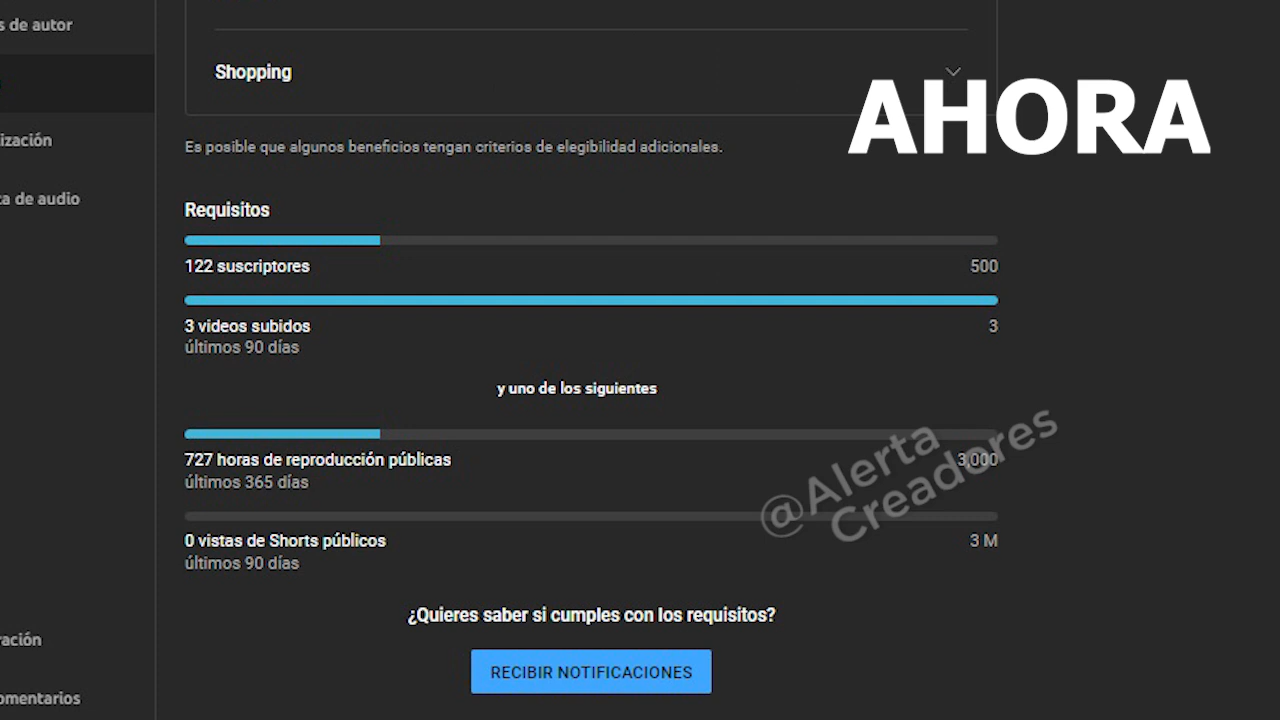 s de autor
Shopping
AHORA
ización
Es posible que algunos beneficios tengan criterios de elegibilidad adicionales.
a de audio
Requisitos
122 suscriptores
500
3 videos subidos
3
últimos 90 días
y uno de los siguientes
727 horas de reproducción públicas
3,000
últimos 365 días
@Alerta
Creadores
0 vistas de Shorts públicos
3 M
últimos 90 días
¿Quieres saber si cumples con los requisitos?
ración
RECIBIR NOTIFICACIONES
omentarios